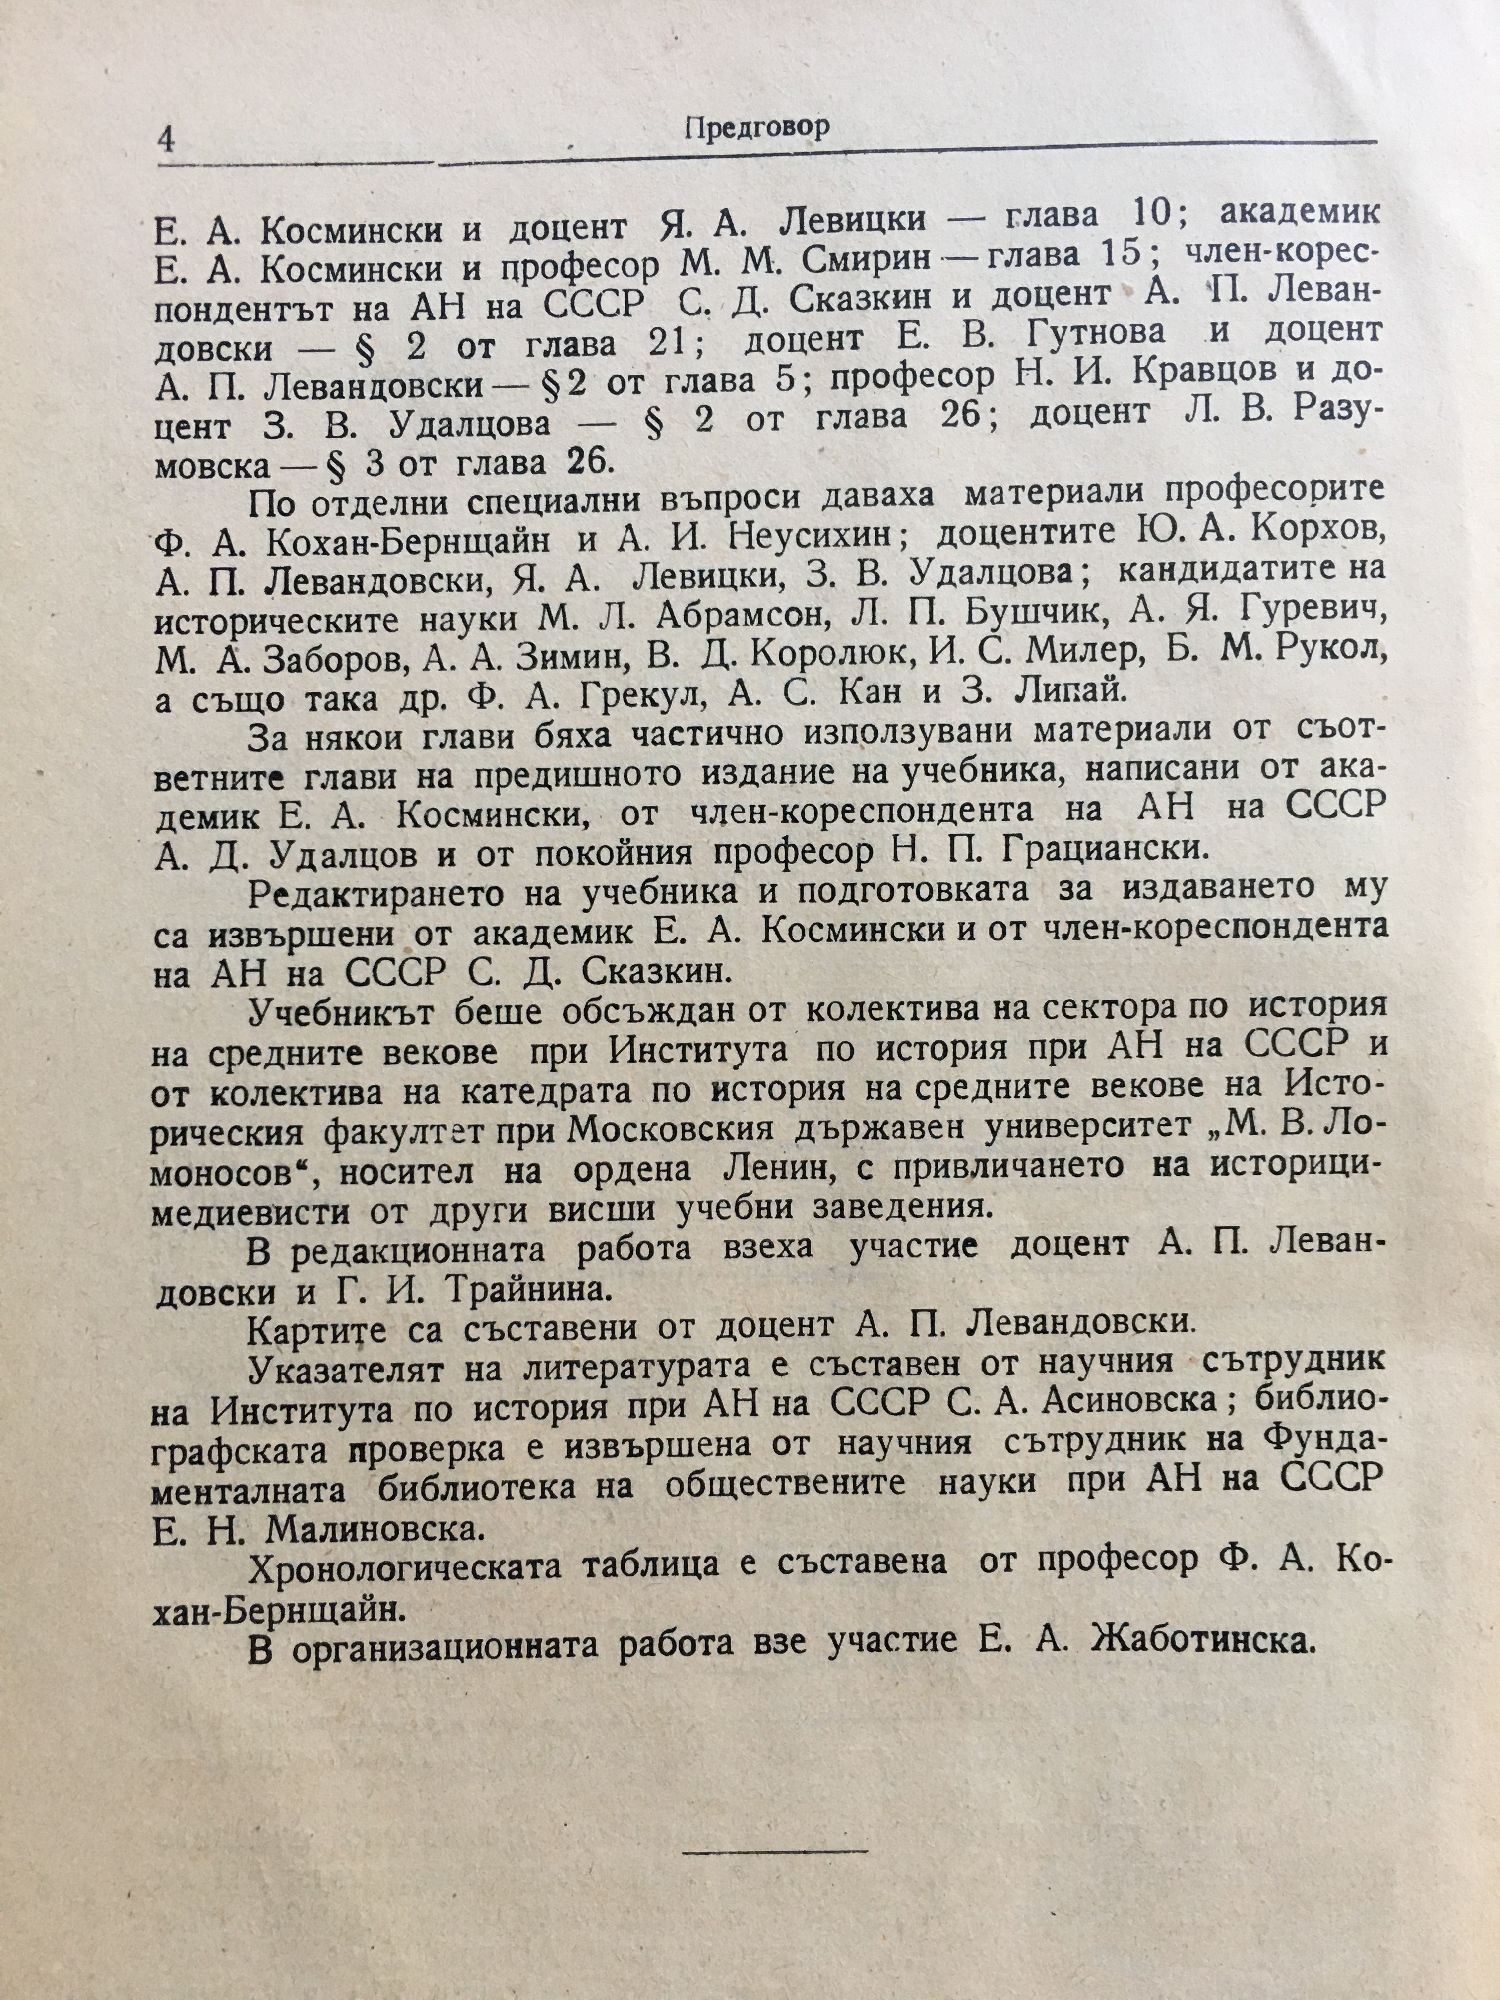 4
Предговор
Е. А. Космински и доцент Я. А. Левицки — глава 10; академик
Е. А. Космински и професор М. М. Смирин — глава 15; член-корес-
пондентът на АН на СССР С. Д. Сказкин и доцент А. П. Леван-
довски — § 2 от глава 21; доцент Е. В. Гутнова и доцент
А. П. Левандовски — § 2 от глава 5; професор Н. И. Кравцов и до-
цент З. В. Удалцова — § 2 от глава 26; доцент Л. В. Разу-
мовска — § 3 от глава 26.
По отделни специални въпроси даваха материали професорите
Ф. А. Кохан-Бернщайн и А. И. Неусихин; доцентите Ю. А. Корхов,
А. П. Левандовски, Я. А. Левицки, З. В. Удалцова; кандидатите на
историческите науки М. Л. Абрамсон, Л. П. Бушчик, А. Я. Гуревич,
М. А. Заборов, А. А. Зимин, В. Д. Королюк, И. С. Милер, Б. М. Рукол,
а също така др. Ф. А. Грекул, А. С. Кан и З. Липай.
За някои глави бяха частично използувани материали от съот-
ветните глави на предишното издание на учебника, написани от ака-
демик Е. А. Космински, от член-кореспондента на АН на СССР
А. Д. Удалцов и от покойния професор Н. П. Грациански.
Редактирането на учебника и подготовката за издаването му
са извършени от академик Е. А. Космински и от член-кореспондента
на АН на СССР С. Д. Сказкин.
Учебникът беше обсъждан от колектива на сектора по история
на средните векове при Института по история при АН на СССР и
от колектива на катедрата по история на средните векове на Исто-
рическия факултет при Московския държавен университет „М. В. Ло-
моносов“, носител на ордена Ленин, с привличането на историци-
медиевисти от други висши учебни заведения.
В редакционната работа взеха участие доцент А. П. Леван-
довски и Г. И. Трайнина.
Картите са съставени от доцент А. П. Левандовски.
Указателят на литературата е съставен от научния сътрудник
на Института по история при АН на СССР С. А. Асиновска; библио-
графската проверка е извършена от научния сътрудник на Фунда-
менталната библиотека на обществените науки при АН на СССР
Е. Н. Малиновска.
Хронологическата таблица е съставена от професор Ф. А. Ко-
хан-Бернщайн.
В организационната работа взе участие Е. А. Жаботинска.